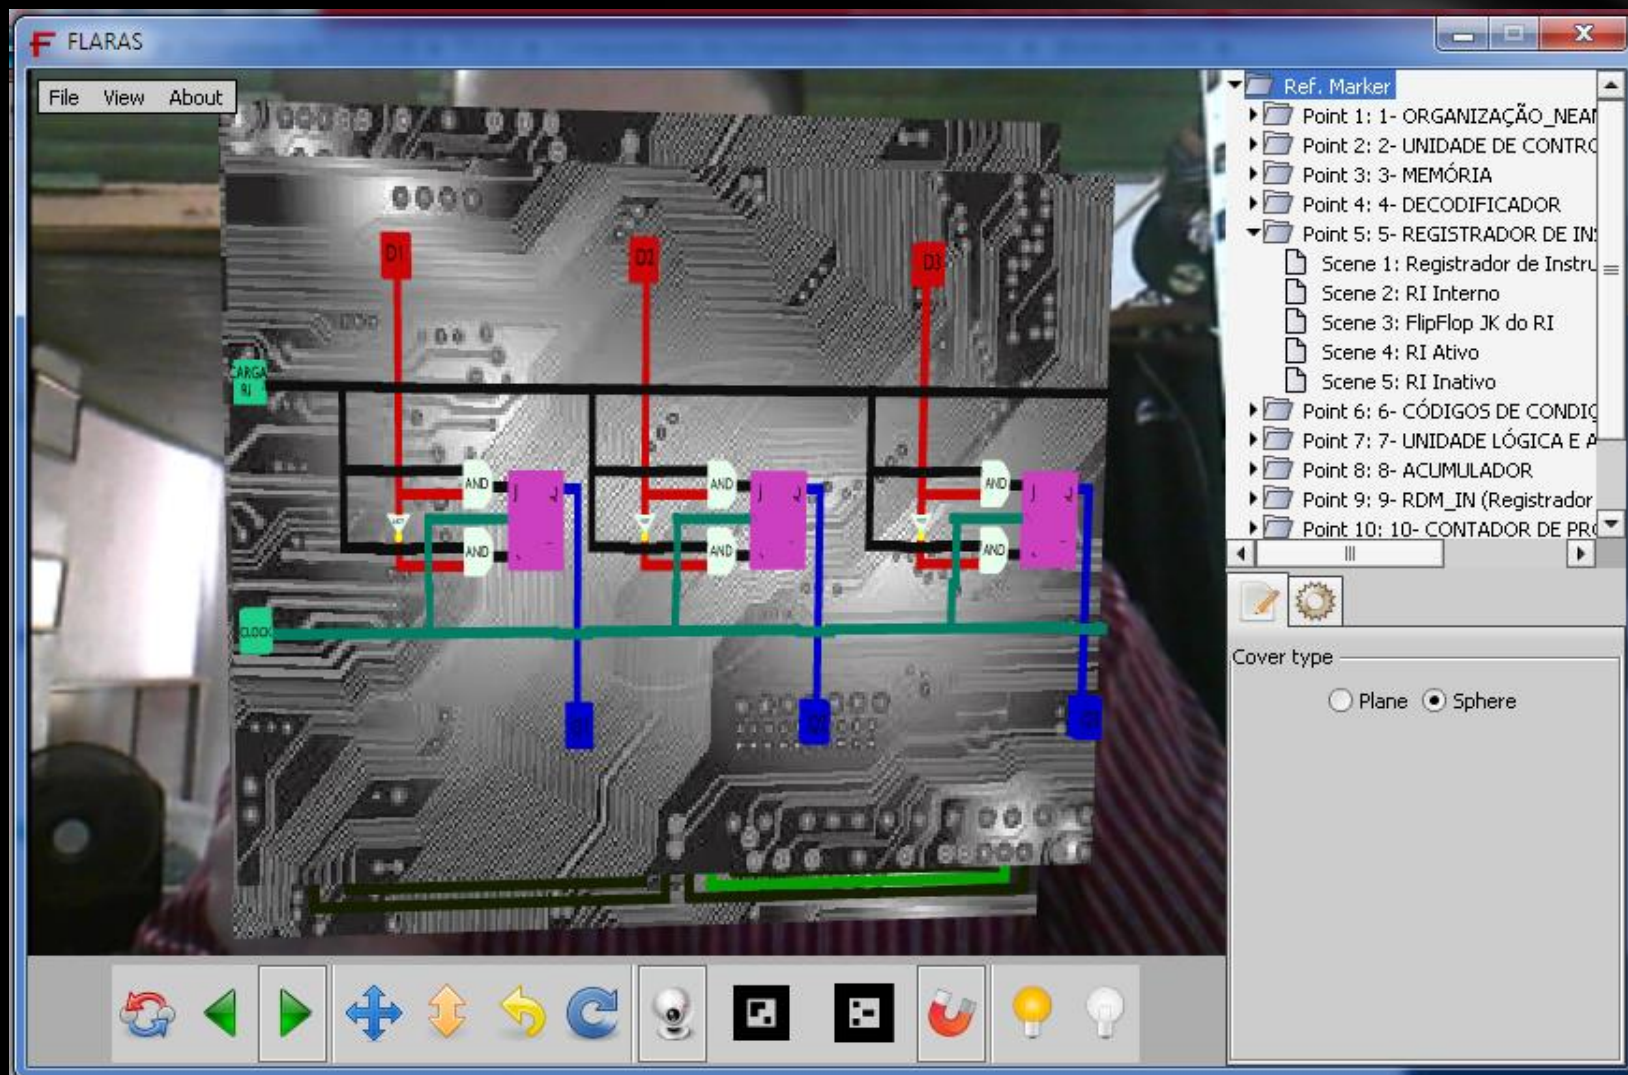 FLARAS
File View About
Ref. Marker
Point 1: 1- ORGANIZAÇÃO_NEA
Point 2: 2- UNIDADE DE CONTRO
Point 3: 3- MEMÓRIA
Point 4: 4- DECODIFICADOR
Point 5: 5- REGISTRADOR DE IN
Scene 1: Registrador de Instru
Scene 2: RI Interno
Scene 3: FlipFlop JK do RI
Scene 4: RI Ativo
Scene 5: RI Inativo
Point 6: 6- CÓDIGOS DE CONDIÇ
Point 7: 7- UNIDADE LÓGICA E A
Point 8: 8- ACUMULADOR
Point 9: 9- RDM_IN (Registrador
Point 10: 10- CONTADOR DE PR
Cover type
Plane Sphere
D1 D2 D3
CARGA
RI
AND AND AND
J Q J Q J Q
AND AND AND
CLOCK